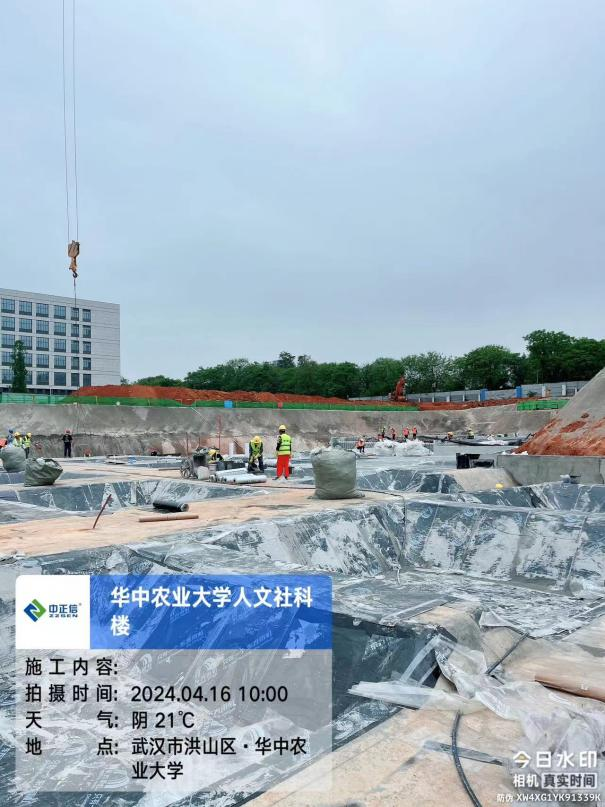 中正信
ZZSEN
华中农业大学人文社科
楼
施工内容:
拍摄时间: 2024.04.16 10:00
天 气: 阴 21℃
地 点: 武汉市洪山区·华中农
业大学
今日水印
相机 真实时间
防伪 XW4XG1YK91339K